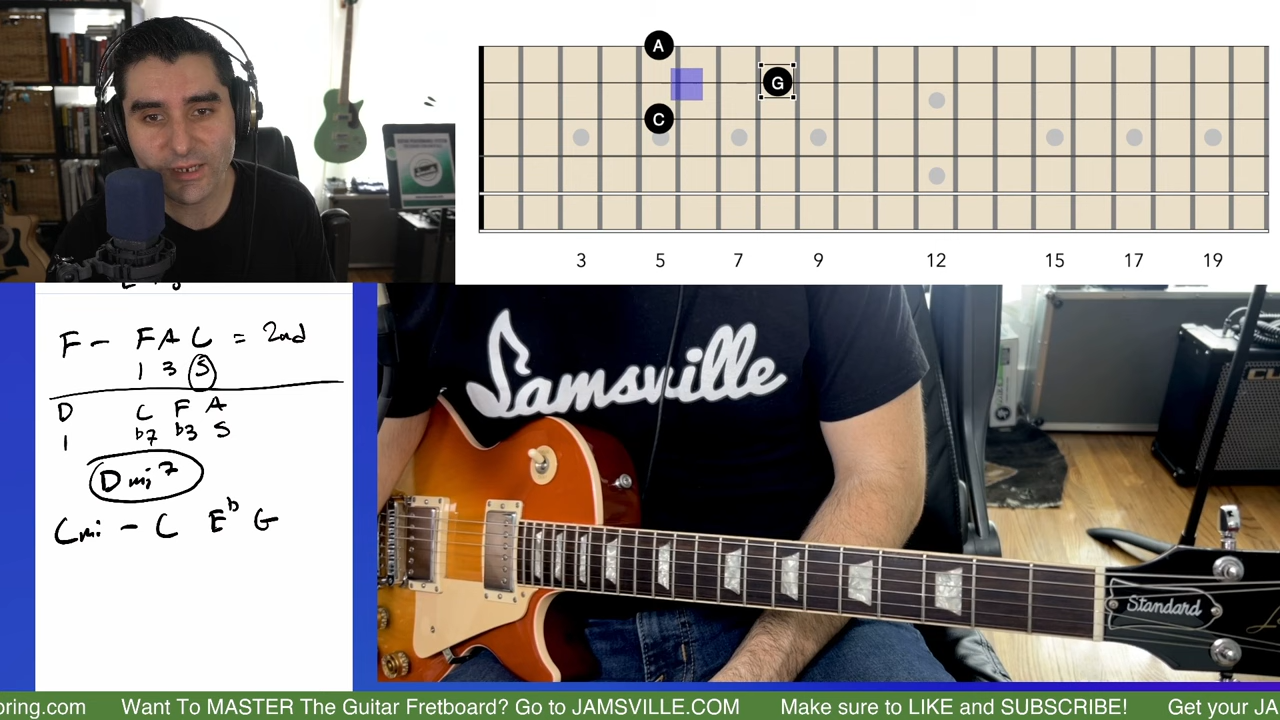 A
G
C
3 5 7 9 12 15 17 19
F - F A C = 2nd
1 3 5
D C F A
1 b7 b3 5
D mi 7
Cmi - C E b G
Jamsville
Standard
oring.com Want To MASTER The Guitar Fretboard? Go to JAMSVILLE.COM Make sure to LIKE and SUBSCRIBE! Get your JA